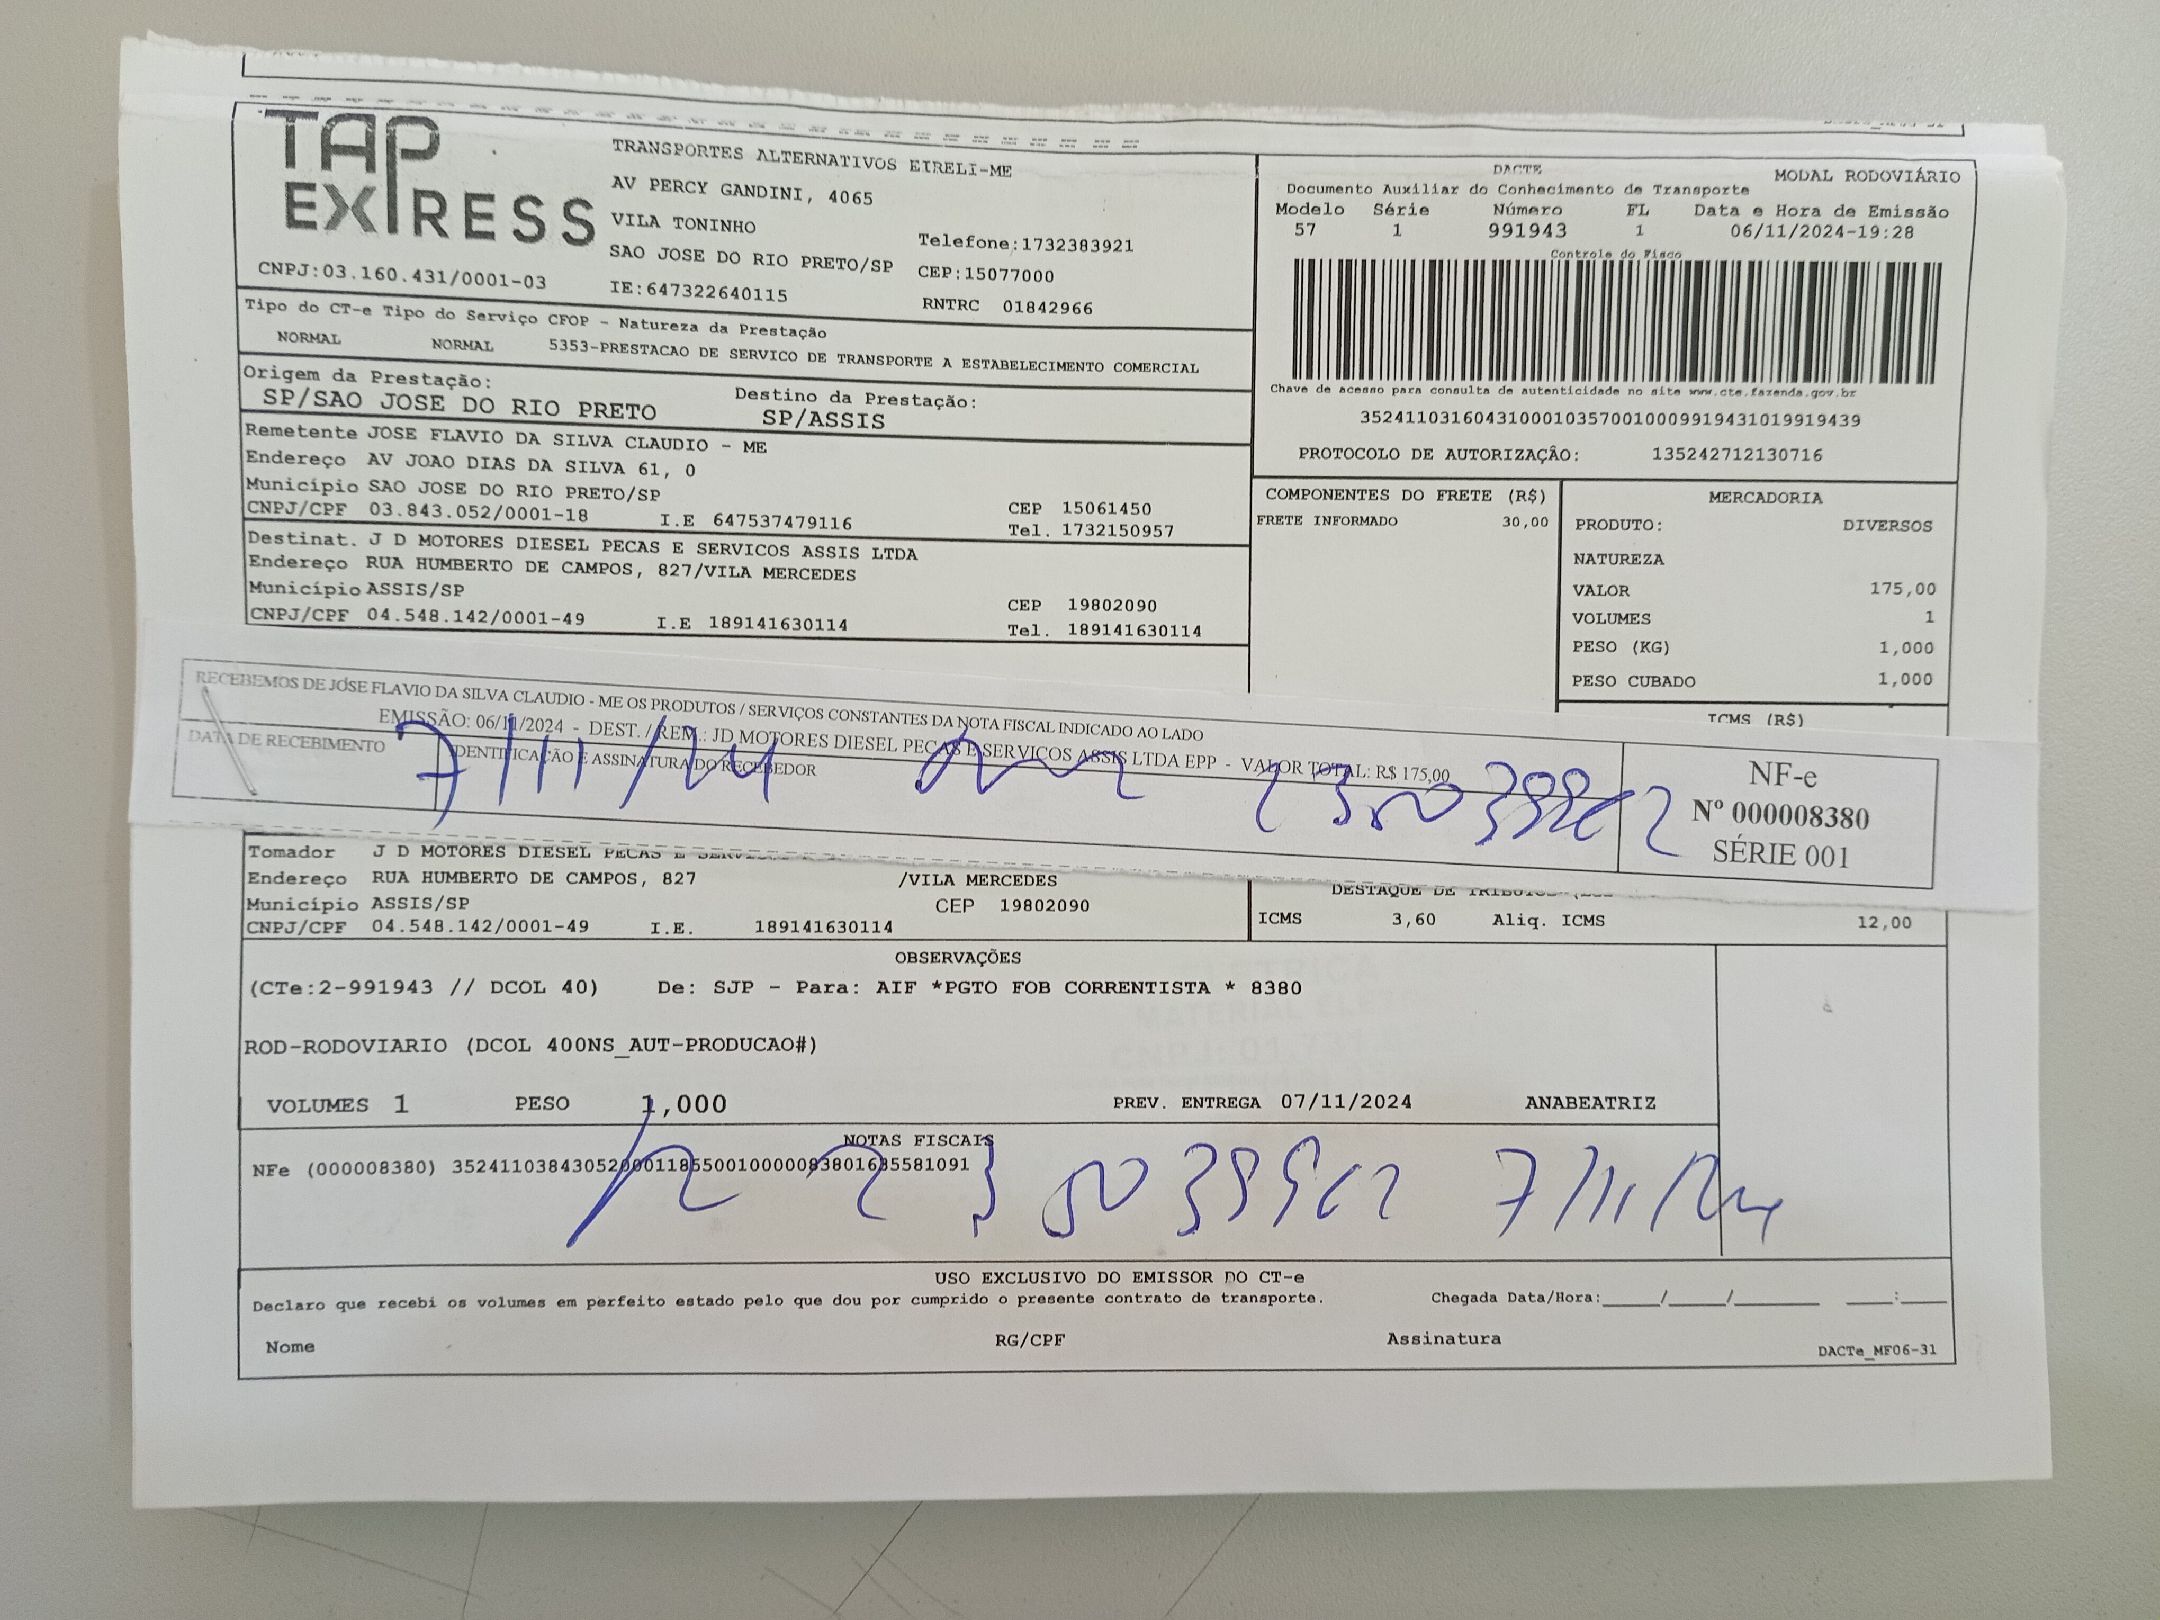 TAP EXPRESS
TRANSPORTES ALTERNATIVOS EIRELI-ME
AV PERCY GANDINI, 4065
VILA TONINHO
SAO JOSE DO RIO PRETO/SP
Telefone:1732383921
CEP:15077000
CNPJ:03.160.431/0001-03
IE:647322640115
RNTRC 01842966
DACTE
MODAL RODOVIÁRIO
Documento Auxiliar do Conhecimento de Transporte
Modelo Série Número FL Data e Hora de Emissão
57 1 991943 1 06/11/2024-19:28
Controle do Fisco
Chave de acesso para consulta de autenticidade no site www.cte.fazenda.gov.br
35241103160431000103570010009919431019919439
PROTOCOLO DE AUTORIZAÇÃO: 135242712130716
Tipo do CT-e Tipo do Serviço CFOP - Natureza da Prestação
NORMAL NORMAL 5353-PRESTACAO DE SERVICO DE TRANSPORTE A ESTABELECIMENTO COMERCIAL
Origem da Prestação: Destino da Prestação:
SP/SAO JOSE DO RIO PRETO SP/ASSIS
Remetente JOSE FLAVIO DA SILVA CLAUDIO - ME
Endereço AV JOAO DIAS DA SILVA 61, 0
Município SAO JOSE DO RIO PRETO/SP CEP 15061450
CNPJ/CPF 03.843.052/0001-18 I.E 647537479116 Tel. 1732150957
Destinat. J D MOTORES DIESEL PECAS E SERVICOS ASSIS LTDA
Endereço RUA HUMBERTO DE CAMPOS, 827/VILA MERCEDES
Município ASSIS/SP CEP 19802090
CNPJ/CPF 04.548.142/0001-49 I.E 189141630114 Tel. 189141630114
COMPONENTES DO FRETE (R$)
FRETE INFORMADO 30,00
MERCADORIA
PRODUTO: DIVERSOS
NATUREZA
VALOR 175,00
VOLUMES 1
PESO (KG) 1,000
PESO CUBADO 1,000
ICMS (R$)
RECEBEMOS DE JOSE FLAVIO DA SILVA CLAUDIO - ME OS PRODUTOS / SERVIÇOS CONSTANTES DA NOTA FISCAL INDICADO AO LADO
EMISSÃO: 06/11/2024 - DEST. / REM.: JD MOTORES DIESEL PECAS E SERVICOS ASSIS LTDA EPP - VALOR TOTAL: R$ 175,00
DATA DE RECEBIMENTO
IDENTIFICAÇÃO E ASSINATURA DO RECEBEDOR
7/11/24
NF-e
Nº 000008380
SÉRIE 001
Tomador J D MOTORES DIESEL PECAS E
Endereço RUA HUMBERTO DE CAMPOS, 827 /VILA MERCEDES
Município ASSIS/SP CEP 19802090
CNPJ/CPF 04.548.142/0001-49 I.E. 189141630114
DESTAQUE DE
ICMS 3,60 Aliq. ICMS 12,00
OBSERVAÇÕES
(CTe:2-991943 // DCOL 40) De: SJP - Para: AIF *PGTO FOB CORRENTISTA * 8380
ROD-RODOVIARIO (DCOL 400NS_AUT-PRODUCAO#)
VOLUMES 1 PESO 1,000 PREV. ENTREGA 07/11/2024 ANABEATRIZ
NOTAS FISCAIS
NFe (000008380) 35241103843052000118550010000083801685581091
7/11/24
USO EXCLUSIVO DO EMISSOR DO CT-e
Declaro que recebi os volumes em perfeito estado pelo que dou por cumprido o presente contrato de transporte. Chegada Data/Hora:____/____/______ ___:___
Nome RG/CPF Assinatura
DACTe_MF06-31